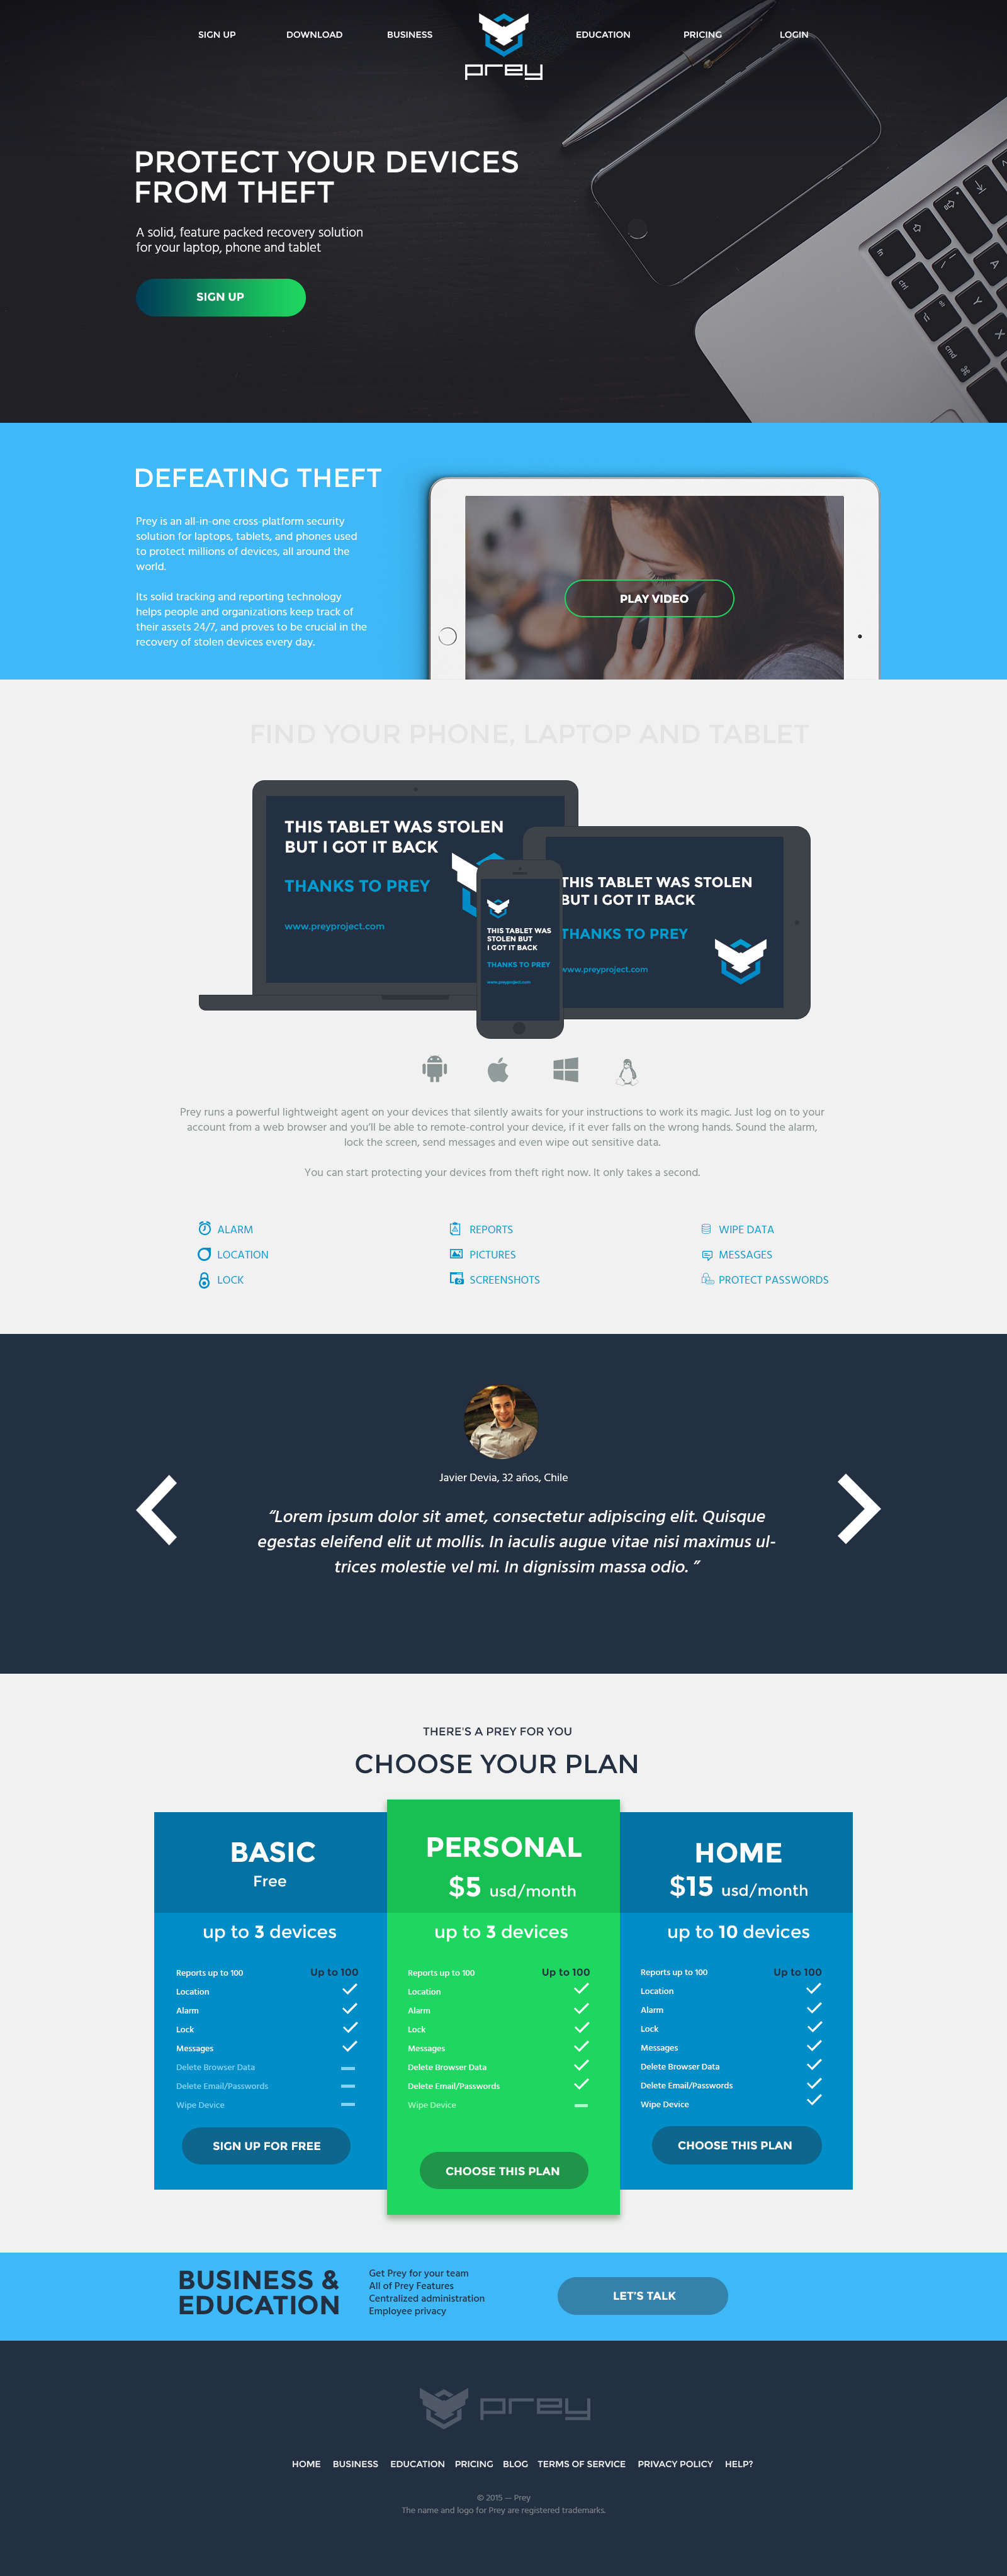 SIGN UP
DOWNLOAD
BUSINESS
prey
EDUCATION
PRICING
LOGIN
PROTECT YOUR DEVICES
FROM THEFT
A solid, feature packed recovery solution
for your laptop, phone and tablet
SIGN UP
fn
ctrl
cmd
A
Y
X
DEFEATING THEFT
Prey is an all-in-one cross-platform security
solution for laptops, tablets, and phones used
to protect millions of devices, all around the
world.
Its solid tracking and reporting technology
helps people and organizations keep track of
their assets 24/7, and proves to be crucial in the
recovery of stolen devices every day.
PLAY VIDEO
FIND YOUR PHONE, LAPTOP AND TABLET
THIS TABLET WAS STOLEN
BUT I GOT IT BACK
THANKS TO PREY
www.preyproject.com
THIS TABLET WAS
STOLEN BUT
I GOT IT BACK
THANKS TO PREY
www.preyproject.com
THIS TABLET WAS STOLEN
BUT I GOT IT BACK
THANKS TO PREY
www.preyproject.com
Prey runs a powerful lightweight agent on your devices that silently awaits for your instructions to work its magic. Just log on to your
account from a web browser and you'll be able to remote-control your device, if it ever falls on the wrong hands. Sound the alarm,
lock the screen, send messages and even wipe out sensitive data.
You can start protecting your devices from theft right now. It only takes a second.
ALARM
LOCATION
LOCK
REPORTS
PICTURES
SCREENSHOTS
WIPE DATA
MESSAGES
PROTECT PASSWORDS
Javier Devia, 32 años, Chile
“Lorem ipsum dolor sit amet, consectetur adipiscing elit. Quisque
egestas eleifend elit ut mollis. In iaculis augue vitae nisi maximus ul-
trices molestie vel mi. In dignissim massa odio. ”
THERE'S A PREY FOR YOU
CHOOSE YOUR PLAN
BASIC
Free
up to 3 devices
Reports up to 100 Up to 100
Location
Alarm
Lock
Messages
Delete Browser Data
Delete Email/Passwords
Wipe Device
SIGN UP FOR FREE
PERSONAL
$5 usd/month
up to 3 devices
Reports up to 100 Up to 100
Location
Alarm
Lock
Messages
Delete Browser Data
Delete Email/Passwords
Wipe Device
CHOOSE THIS PLAN
HOME
$15 usd/month
up to 10 devices
Reports up to 100 Up to 100
Location
Alarm
Lock
Messages
Delete Browser Data
Delete Email/Passwords
Wipe Device
CHOOSE THIS PLAN
BUSINESS &
EDUCATION
Get Prey for your team
All of Prey Features
Centralized administration
Employee privacy
LET'S TALK
prey
HOME BUSINESS EDUCATION PRICING BLOG TERMS OF SERVICE PRIVACY POLICY HELP?
© 2015 — Prey
The name and logo for Prey are registered trademarks.